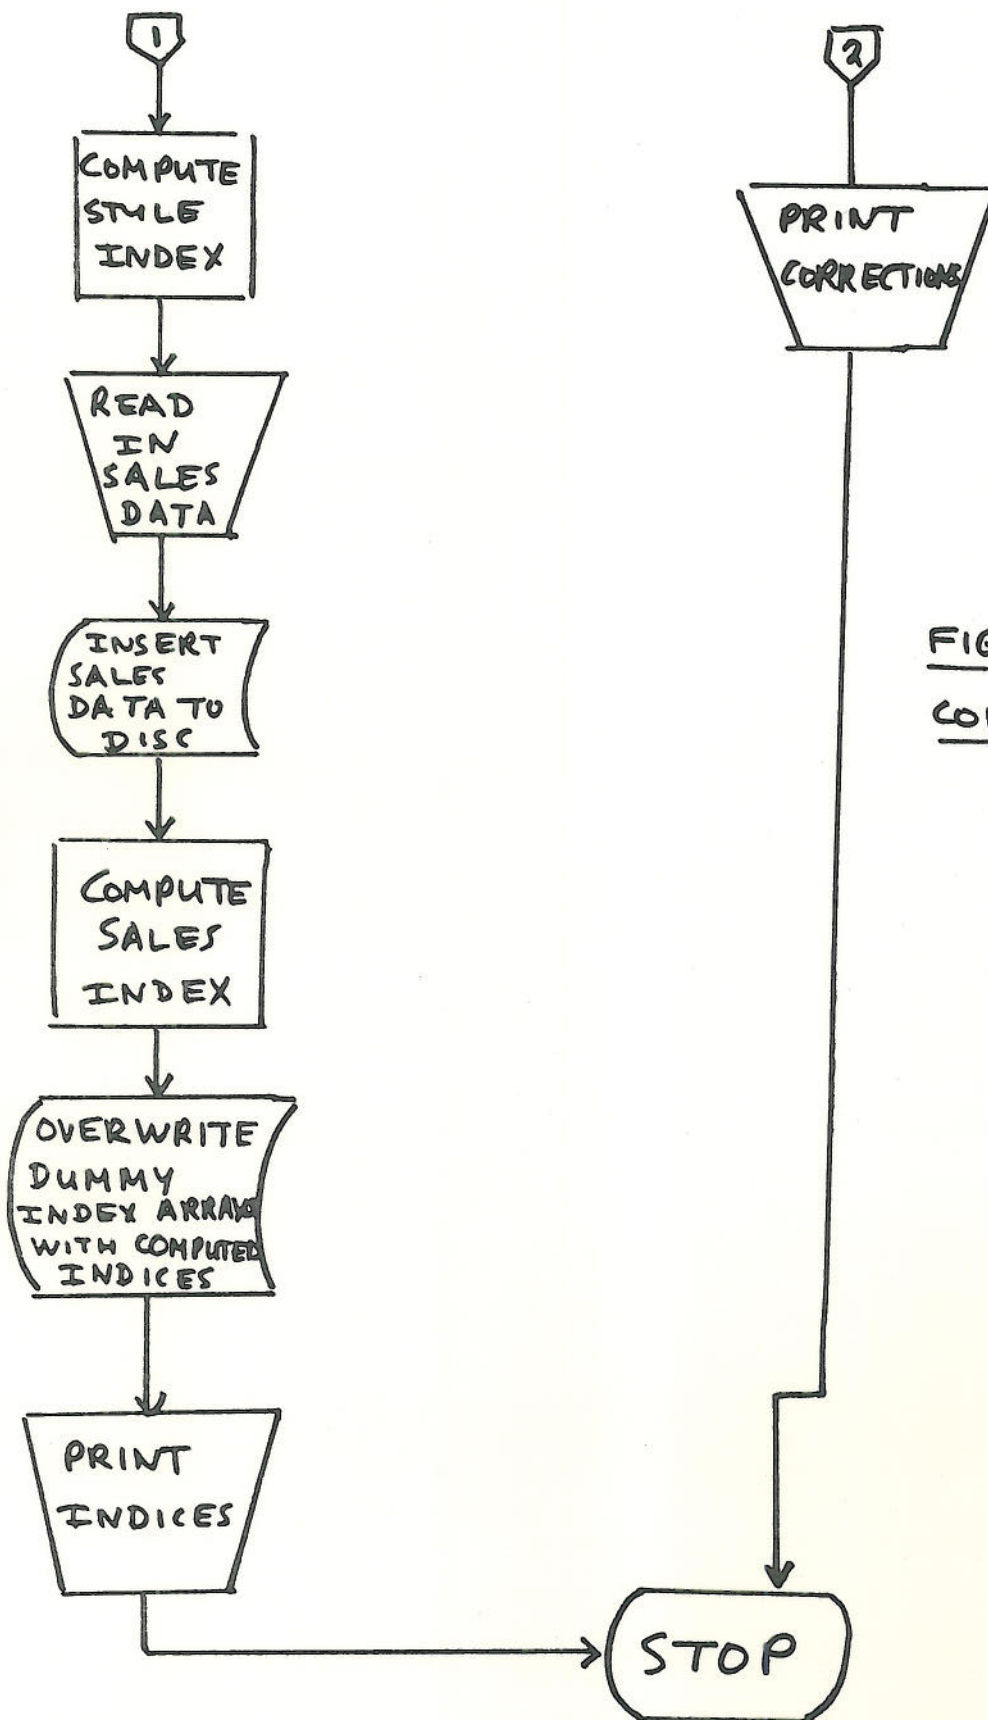 1
COMPUTE
STYLE
INDEX
READ
IN
SALES
DATA
INSERT
SALES
DATA TO
DISC
COMPUTE
SALES
INDEX
OVERWRITE
DUMMY
INDEX ARRAYS
WITH COMPUTED
INDICES
PRINT
INDICES
2
PRINT
CORRECTIONS
STOP